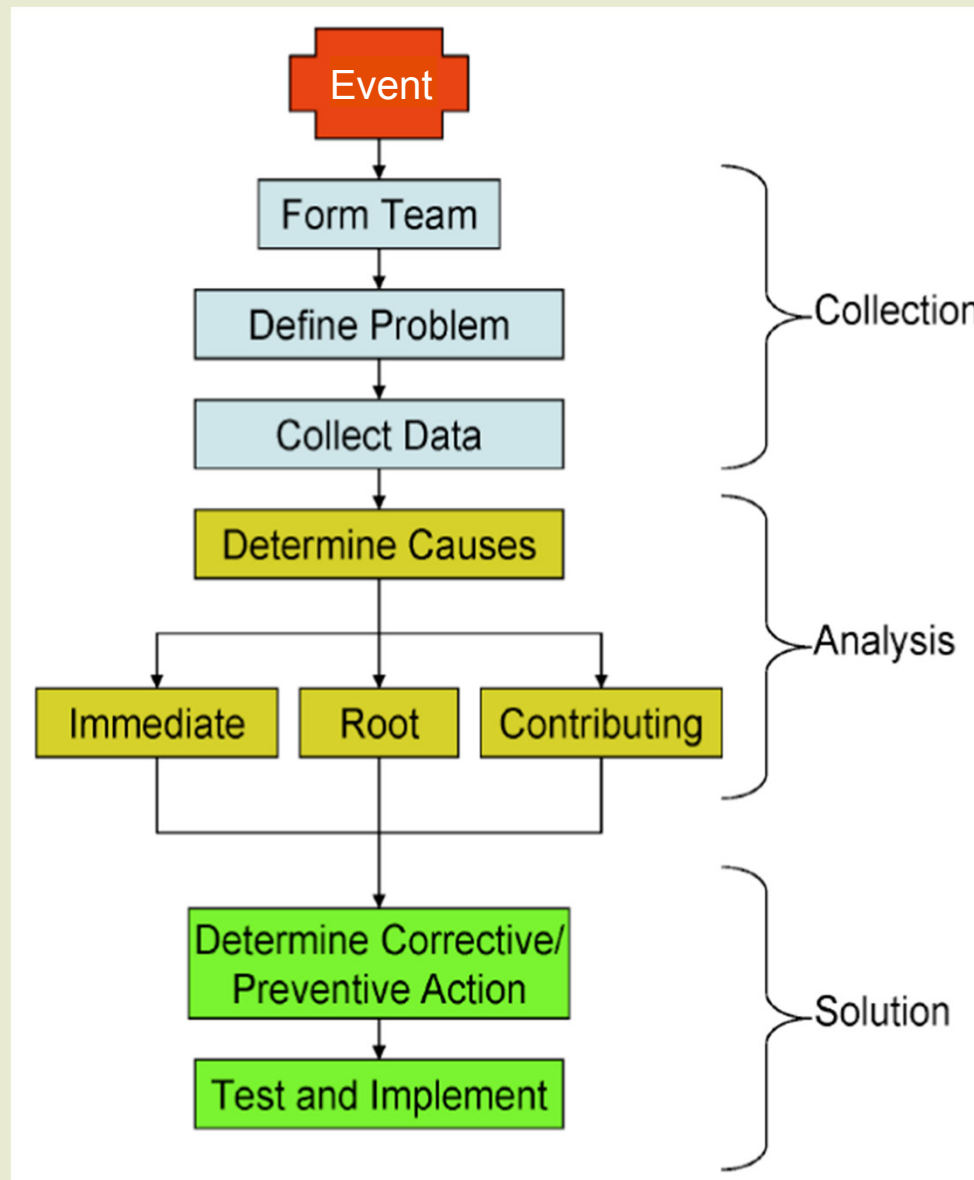 Event
Form Team
Define Problem
Collect Data
Collection
Determine Causes
Immediate
Root
Contributing
Analysis
Determine Corrective/
Preventive Action
Test and Implement
Solution